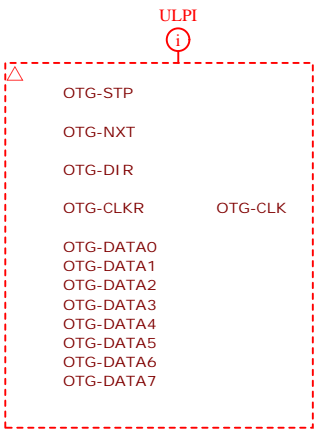 ULPI
i
OTG-STP
OTG-NXT
OTG-DIR
OTG-CLKR OTG-CLK
OTG-DATA0
OTG-DATA1
OTG-DATA2
OTG-DATA3
OTG-DATA4
OTG-DATA5
OTG-DATA6
OTG-DATA7